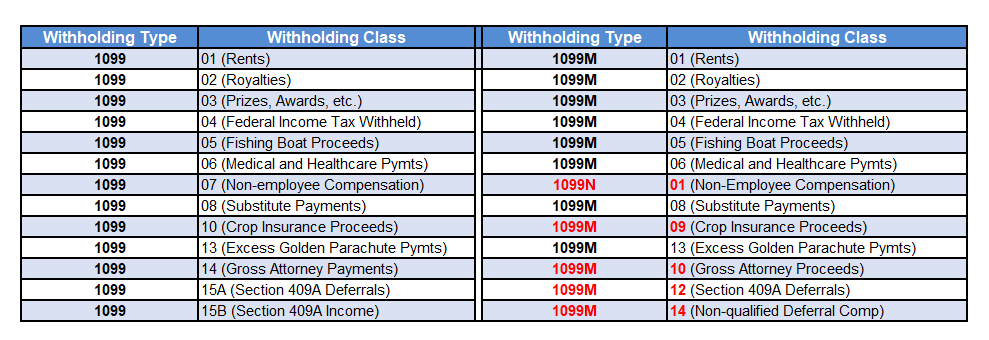 Withholding Type Withholding Class Withholding Type Withholding Class
1099 01 (Rents) 1099M 01 (Rents)
1099 02 (Royalties) 1099M 02 (Royalties)
1099 03 (Prizes, Awards, etc.) 1099M 03 (Prizes, Awards, etc.)
1099 04 (Federal Income Tax Withheld) 1099M 04 (Federal Income Tax Withheld)
1099 05 (Fishing Boat Proceeds) 1099M 05 (Fishing Boat Proceeds)
1099 06 (Medical and Healthcare Pymts) 1099M 06 (Medical and Healthcare Pymts)
1099 07 (Non-employee Compensation) 1099N 01 (Non-Employee Compensation)
1099 08 (Substitute Payments) 1099M 08 (Substitute Payments)
1099 10 (Crop Insurance Proceeds) 1099M 09 (Crop Insurance Proceeds)
1099 13 (Excess Golden Parachute Pymts) 1099M 13 (Excess Golden Parachute Pymts)
1099 14 (Gross Attorney Payments) 1099M 10 (Gross Attorney Proceeds)
1099 15A (Section 409A Deferrals) 1099M 12 (Section 409A Deferrals)
1099 15B (Section 409A Income) 1099M 14 (Non-qualified Deferral Comp)